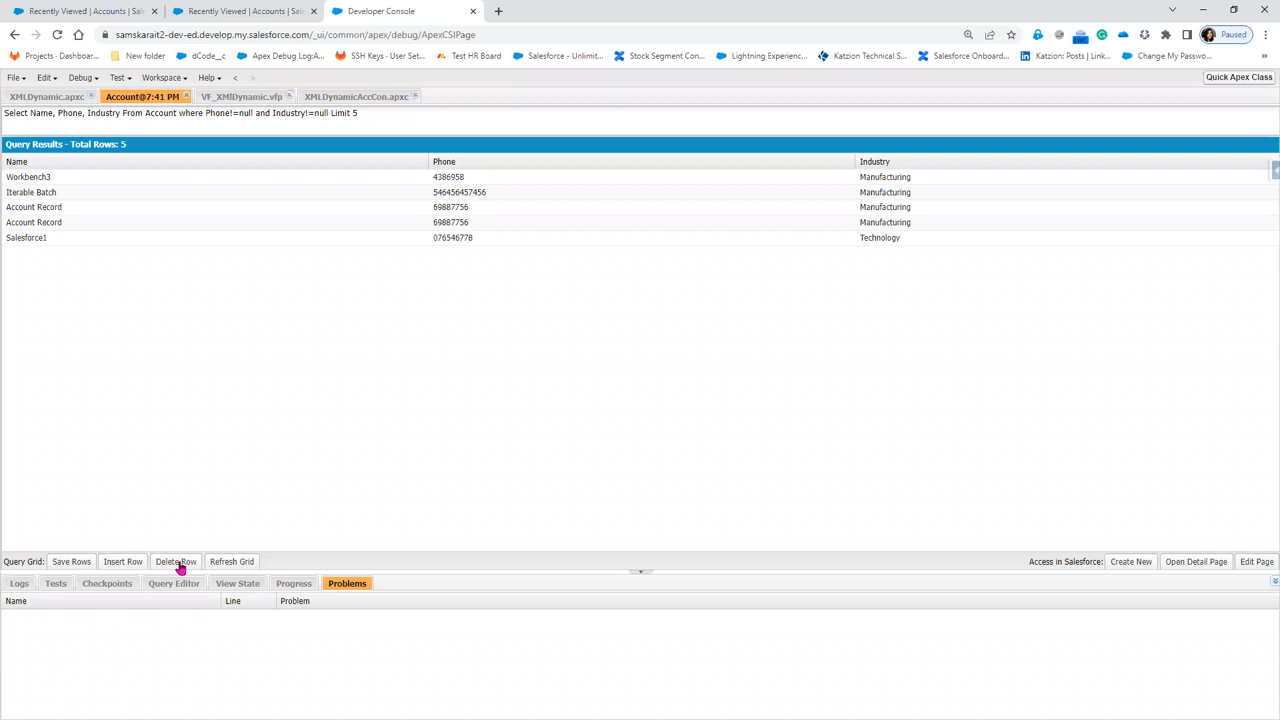 Recently Viewed | Accounts | Sal
Recently Viewed | Accounts | Sal
Developer Console
samskarait2-dev-ed.develop.my.salesforce.com/_ui/common/apex/debug/ApexCSIPage
Paused
Projects - Dashboar...
New folder
dCode__c
Apex Debug Log:A...
SSH Keys · User Set...
Test HR Board
Salesforce - Unlimit...
Stock Segment Con...
Lightning Experienc...
Katzion Technical S...
Salesforce Onboard...
Katzion: Posts | Link...
Change My Passwo...
»
File
Edit
Debug
Test
Workspace
Help
<
>
Quick Apex Class
XMLDynamic.apxc
Account@7:41 PM
VF_XMlDynamic.vfp
XMLDynamicAccCon.apxc
Select Name, Phone, Industry From Account where Phone!=null and Industry!=null Limit 5
Query Results - Total Rows: 5
Name Phone Industry
Workbench3 4386958 Manufacturing
Iterable Batch 546456457456 Manufacturing
Account Record 69887756 Manufacturing
Account Record 69887756 Manufacturing
Salesforce1 076546778 Technology
Query Grid: Save Rows Insert Row Delete Row Refresh Grid Access in Salesforce: Create New Open Detail Page Edit Page
Logs Tests Checkpoints Query Editor View State Progress Problems
Name Line Problem